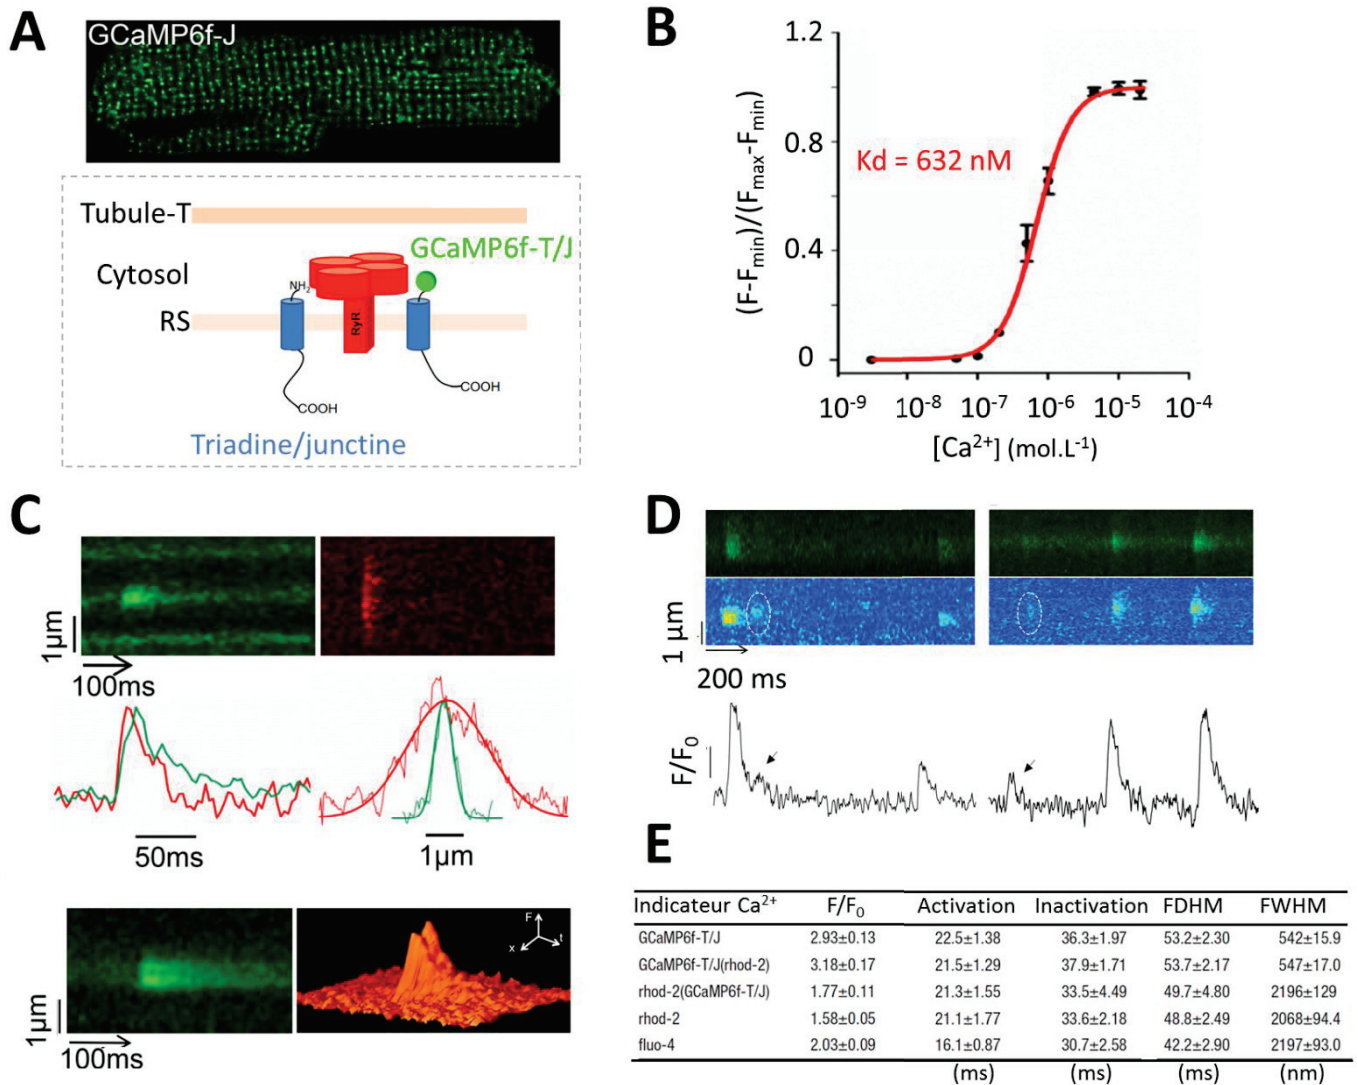 A
GCaMP6f-J
Tubule-T
GCaMP6f-T/J
Cytosol
NH2
RS
RyR
COOH
COOH
Triadine/junctine
B
(F-Fmin)/(Fmax-Fmin)
1.2
0.8
0.4
0
Kd = 632 nM
10-9 10-8 10-7 10-6 10-5 10-4
[Ca2+] (mol.L-1)
C
1µm
100ms
50ms
1µm
1µm
100ms
F
x
t
D
1 µm
200 ms
F/F0
E
Indicateur Ca2+ F/F0 Activation Inactivation FDHM FWHM
GCaMP6f-T/J 2.93±0.13 22.5±1.38 36.3±1.97 53.2±2.30 542±15.9
GCaMP6f-T/J(rhod-2) 3.18±0.17 21.5±1.29 37.9±1.71 53.7±2.17 547±17.0
rhod-2(GCaMP6f-T/J) 1.77±0.11 21.3±1.55 33.5±4.49 49.7±4.80 2196±129
rhod-2 1.58±0.05 21.1±1.77 33.6±2.18 48.8±2.49 2068±94.4
fluo-4 2.03±0.09 16.1±0.87 30.7±2.58 42.2±2.90 2197±93.0
(ms) (ms) (ms) (nm)